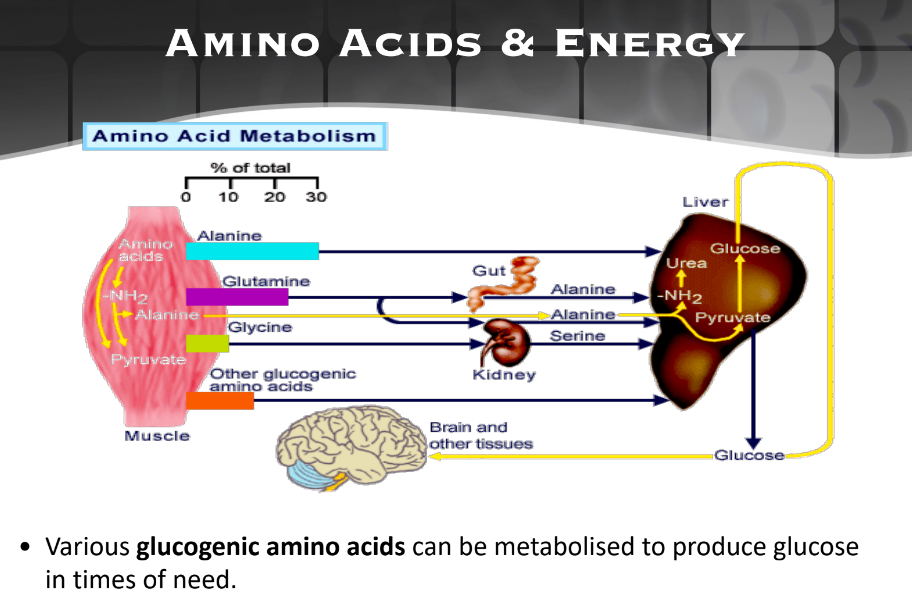 AMINO ACIDS & ENERGY
Amino Acid Metabolism
% of total
0 10 20 30
Liver
Alanine
Amino
acids
Glucose
Urea
Gut
Glutamine
Alanine
-NH2
-NH2
Alanine
Alanine
Pyruvate
Glycine
Serine
Pyruvate
Kidney
Other glucogenic
amino acids
Muscle
Brain and
other tissues
Glucose
• Various glucogenic amino acids can be metabolised to produce glucose
in times of need.